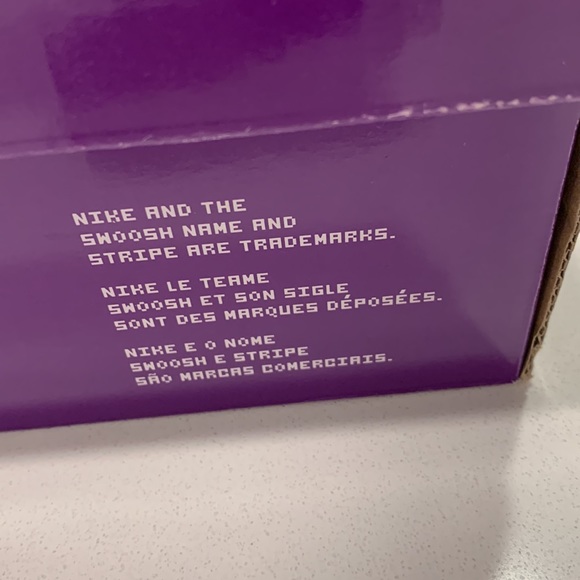 NIKE AND THE
SWOOSH NAME AND
STRIPE ARE TRADEMARKS.
NIKE LE TEAME
SWOOSH ET SON SIGLE
SONT DES MARQUES DÉPOSÉES.
NIKE E O NOME
SWOOSH E STRIPE
SÃO MARCAS COMERCIAIS.